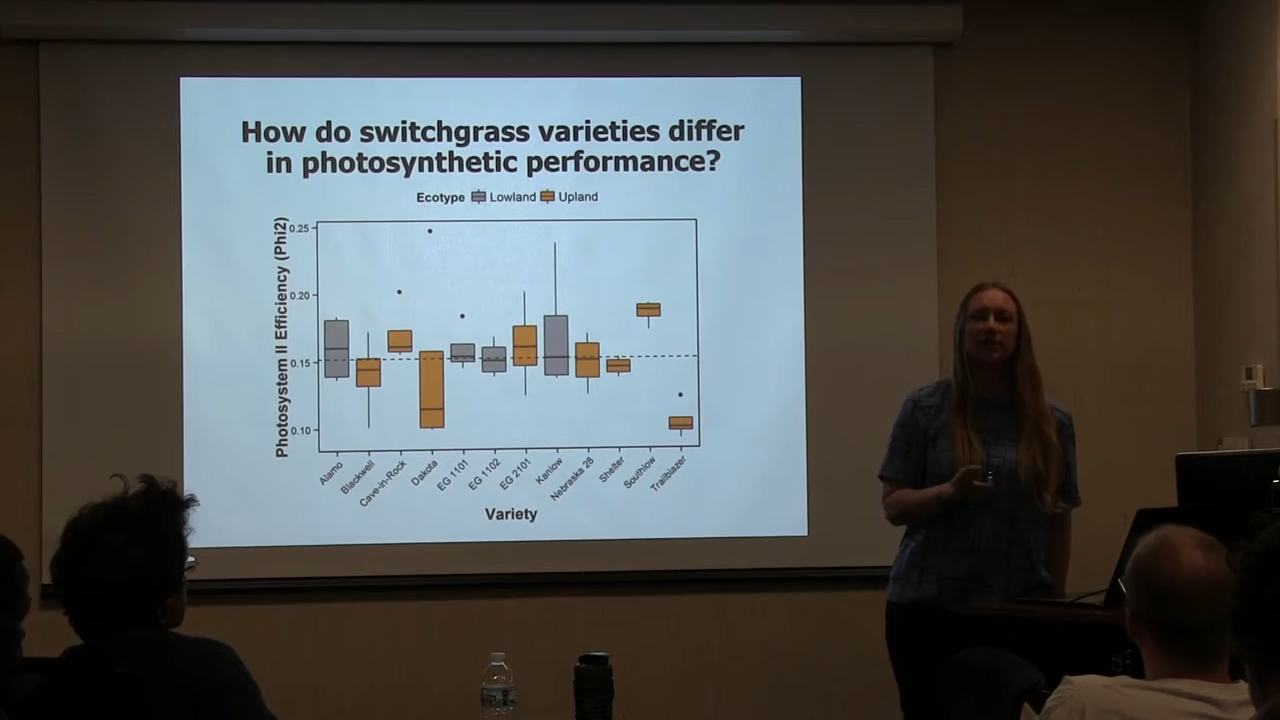 How do switchgrass varieties differ
in photosynthetic performance?
Ecotype Lowland Upland
Photosystem II Efficiency (Phi2)
0.25
0.20
0.15
0.10
Alamo
Blackwell
Cave-in-Rock
Dakota
EG 1101
EG 1102
EG 2101
Kanlow
Nebraska 28
Shelter
Southlow
Trailblazer
Variety